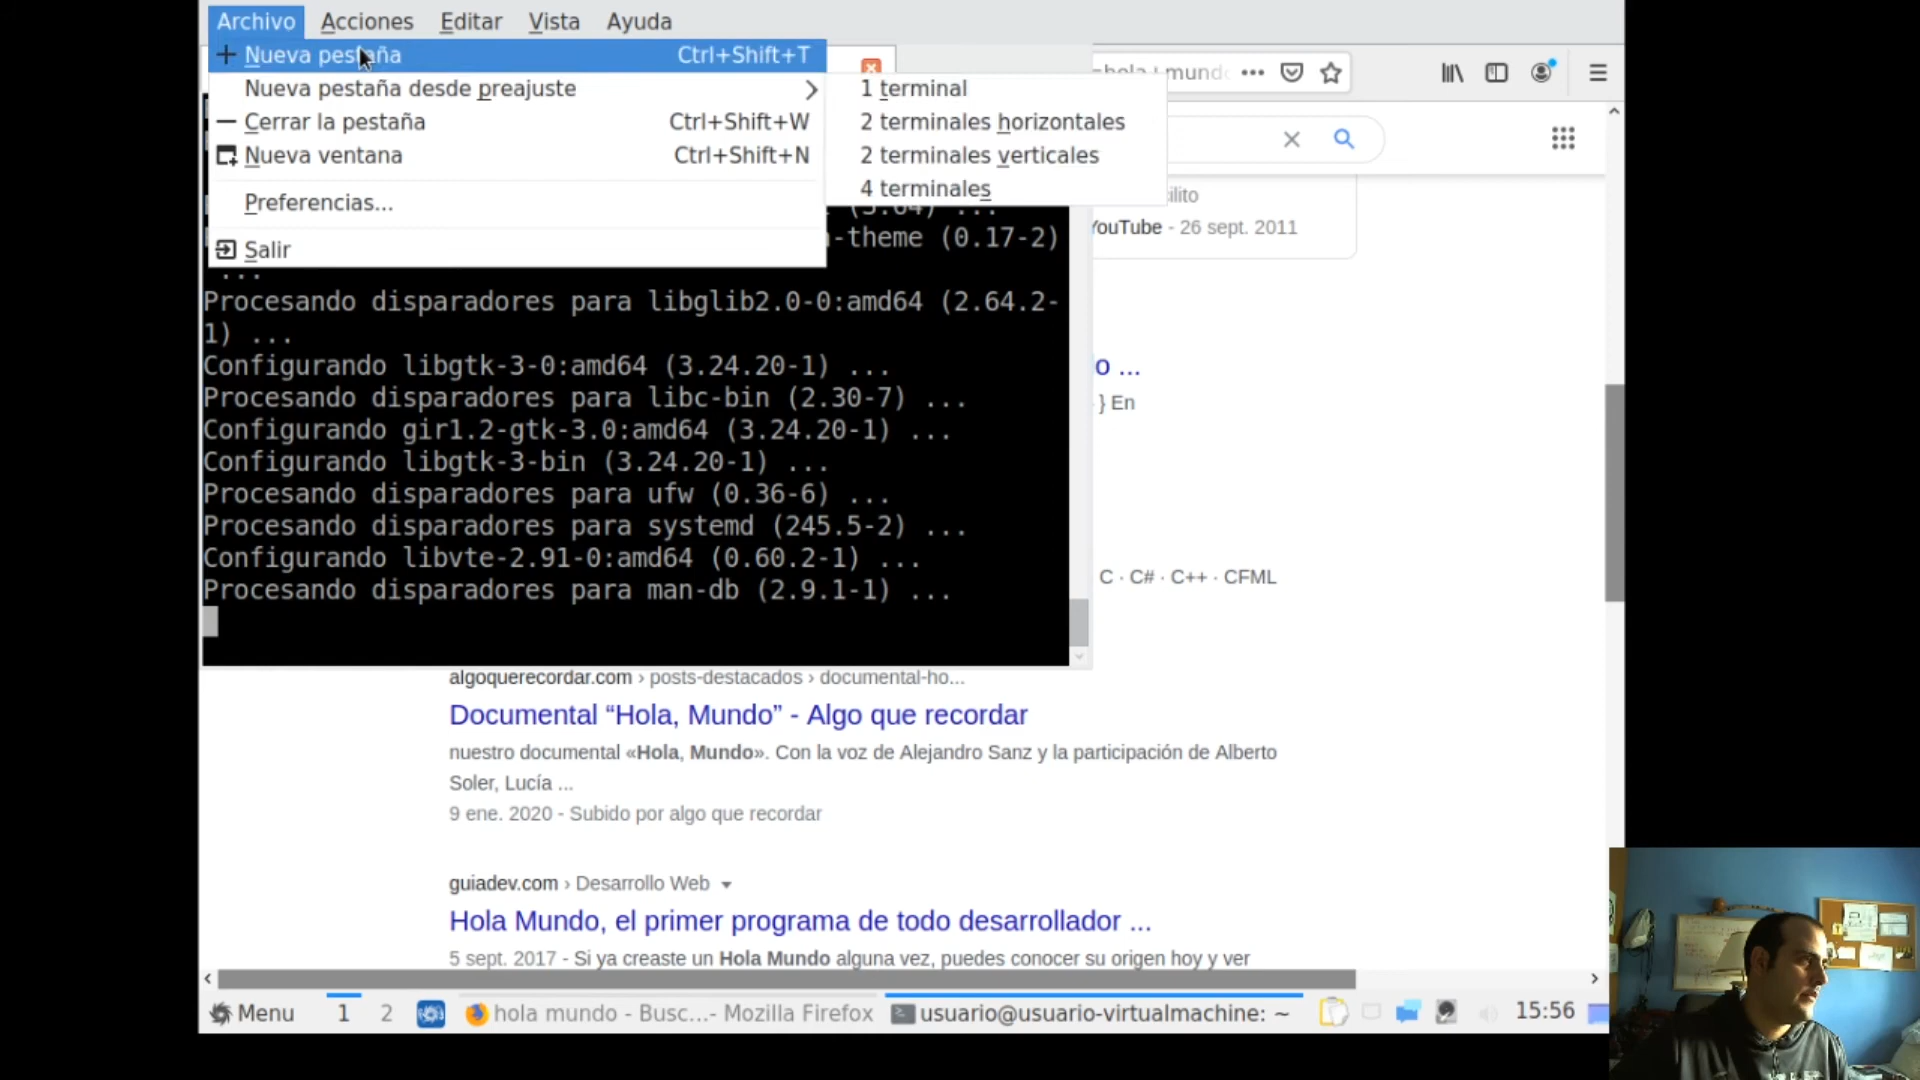 Archivo Acciones Editar Vista Ayuda
Nueva pestaña Ctrl+Shift+T
Nueva pestaña desde preajuste
Cerrar la pestaña Ctrl+Shift+W
Nueva ventana Ctrl+Shift+N
Preferencias...
Salir
1 terminal
2 terminales horizontales
2 terminales verticales
4 terminales
YouTube - 26 sept. 2011
-theme (0.17-2)
...
Procesando disparadores para libglib2.0-0:amd64 (2.64.2-
1) ...
Configurando libgtk-3-0:amd64 (3.24.20-1) ...
Procesando disparadores para libc-bin (2.30-7) ...
Configurando gir1.2-gtk-3.0:amd64 (3.24.20-1) ...
Configurando libgtk-3-bin (3.24.20-1) ...
Procesando disparadores para ufw (0.36-6) ...
Procesando disparadores para systemd (245.5-2) ...
Configurando libvte-2.91-0:amd64 (0.60.2-1) ...
Procesando disparadores para man-db (2.9.1-1) ...
o ...
} En
C · C# · C++ · CFML
algoquerecordar.com › posts-destacados › documental-ho...
Documental “Hola, Mundo” - Algo que recordar
nuestro documental «Hola, Mundo». Con la voz de Alejandro Sanz y la participación de Alberto
Soler, Lucía ...
9 ene. 2020 - Subido por algo que recordar
guiadev.com › Desarrollo Web
Hola Mundo, el primer programa de todo desarrollador ...
5 sept. 2017 - Si ya creaste un Hola Mundo alguna vez, puedes conocer su origen hoy y ver
Menu 1 2 hola mundo - Busc...- Mozilla Firefox usuario@usuario-virtualmachine: ~ 15:56